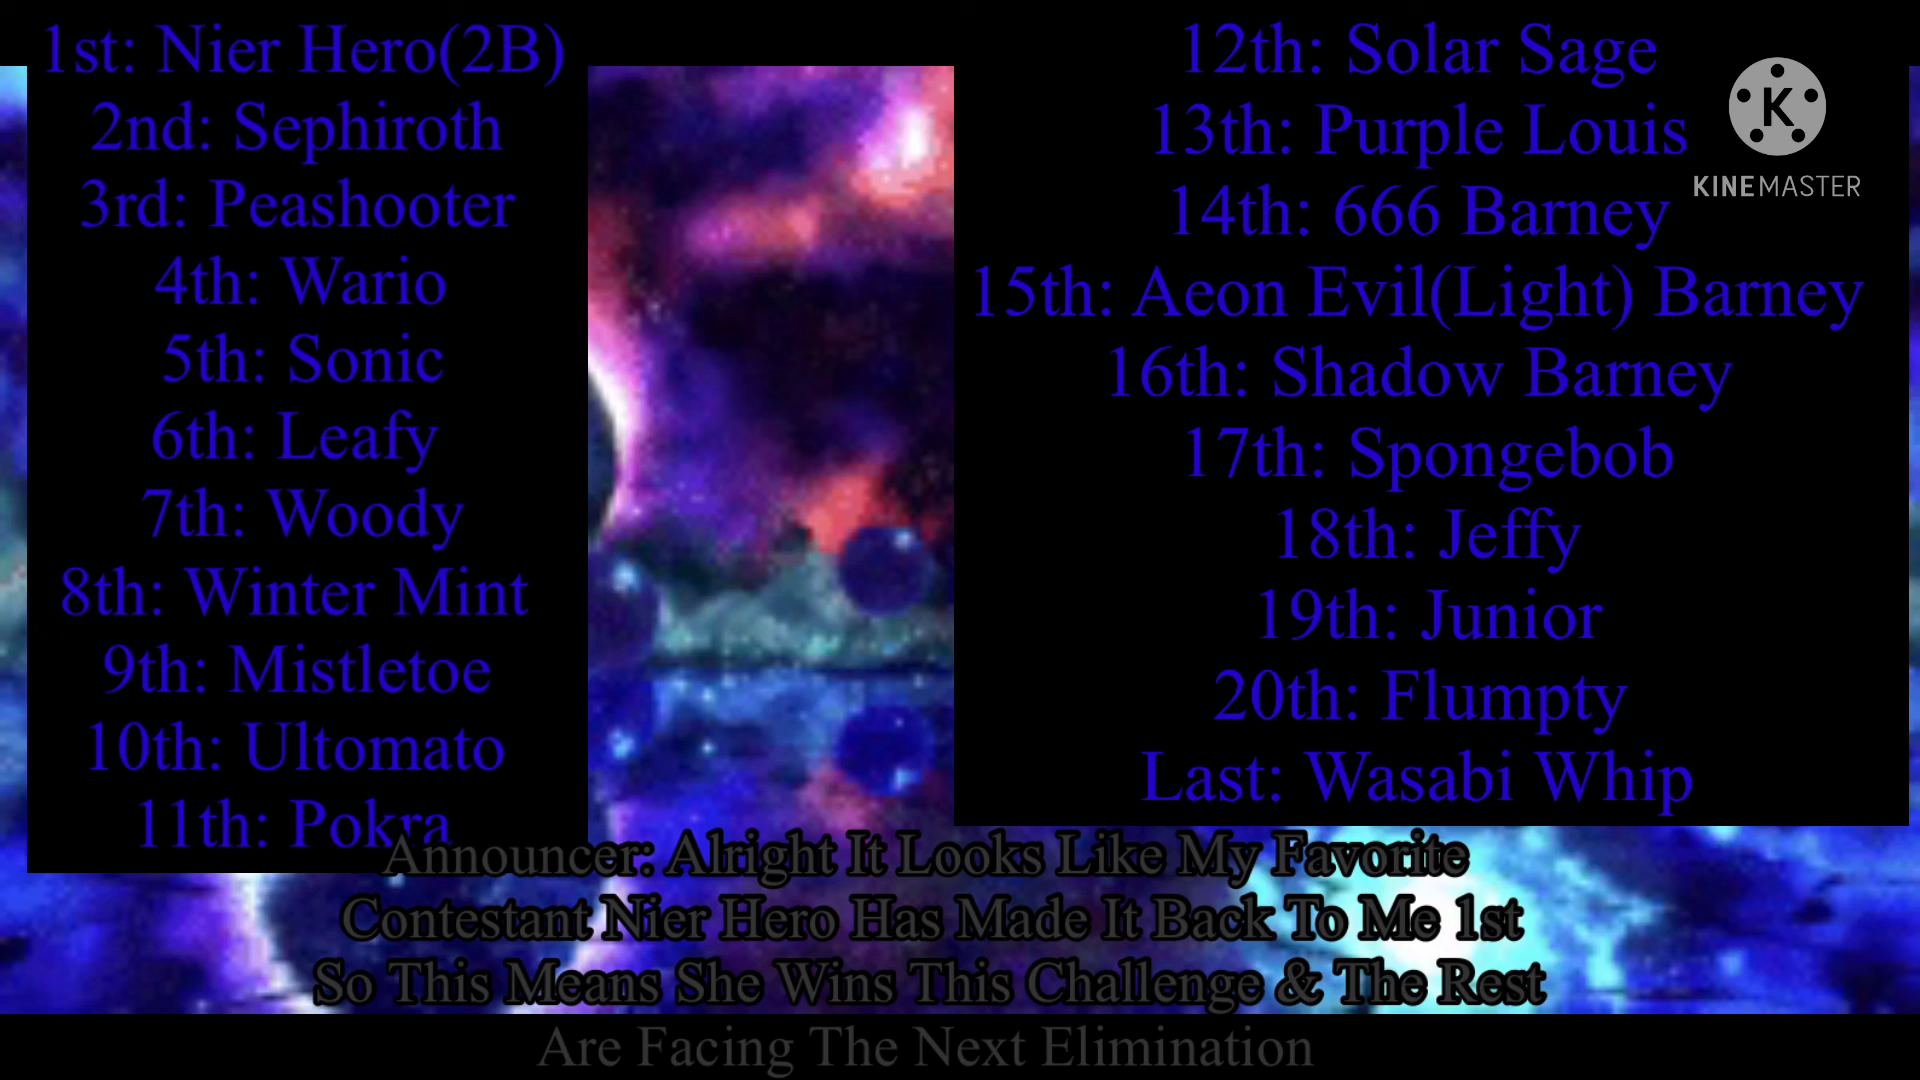 1st: Nier Hero(2B)
2nd: Sephiroth
3rd: Peashooter
4th: Wario
5th: Sonic
6th: Leafy
7th: Woody
8th: Winter Mint
9th: Mistletoe
10th: Ultomato
11th: Pokra
12th: Solar Sage
13th: Purple Louis
14th: 666 Barney
15th: Aeon Evil(Light) Barney
16th: Shadow Barney
17th: Spongebob
18th: Jeffy
19th: Junior
20th: Flumpty
Last: Wasabi Whip
K
KINEMASTER
Announcer: Alright It Looks Like My Favorite
Contestant Nier Hero Has Made It Back To Me 1st
So This Means She Wins This Challenge & The Rest
Are Facing The Next Elimination